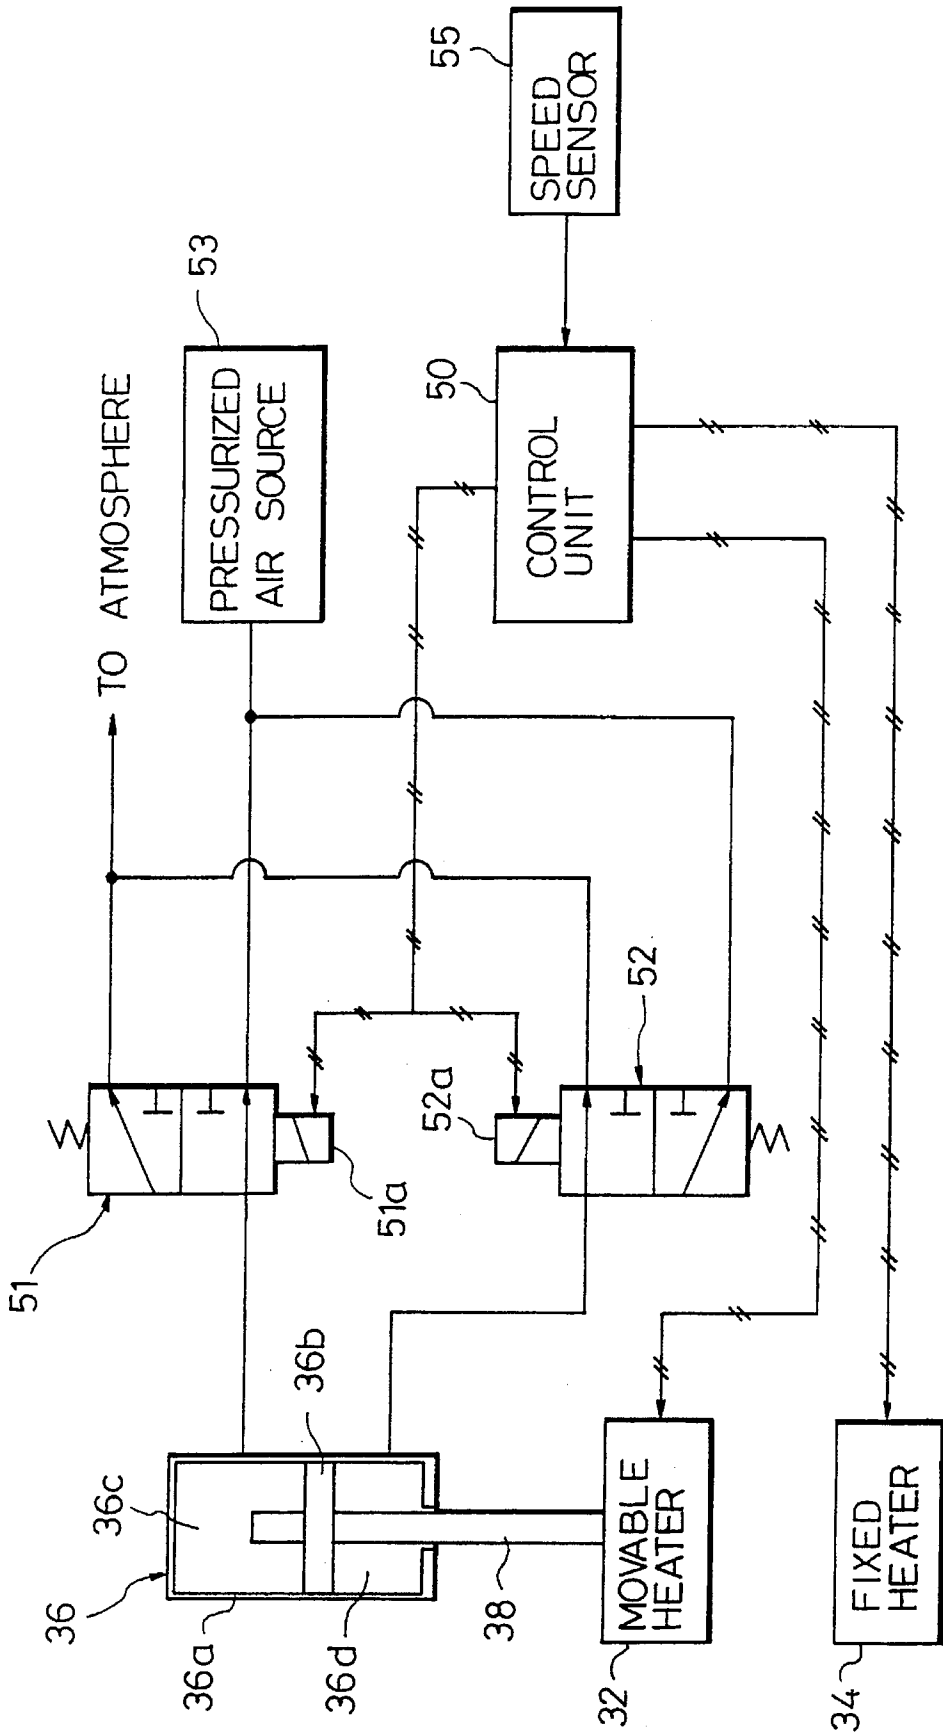 36
36a
36c
36b
36d
38
32
MOVABLE
HEATER
34
FIXED
HEATER
51
51a
52a
52
TO ATMOSPHERE
53
PRESSURIZED
AIR SOURCE
50
CONTROL
UNIT
55
SPEED
SENSOR